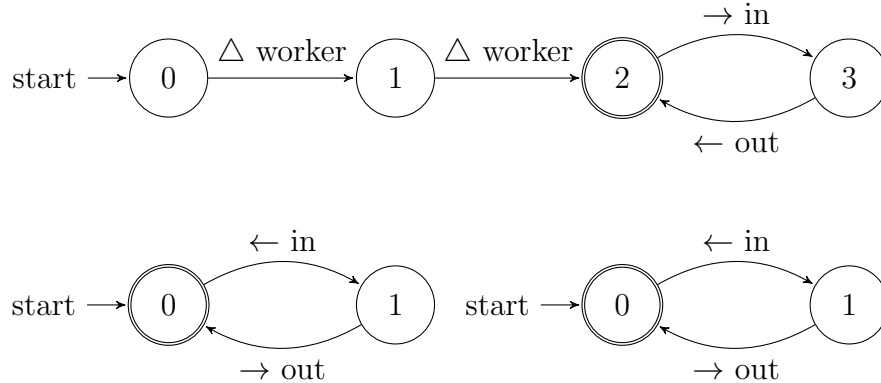 → in
△ worker △ worker
start 0 1 2 3
← out
← in ← in
start 0 1 start 0 1
→ out → out